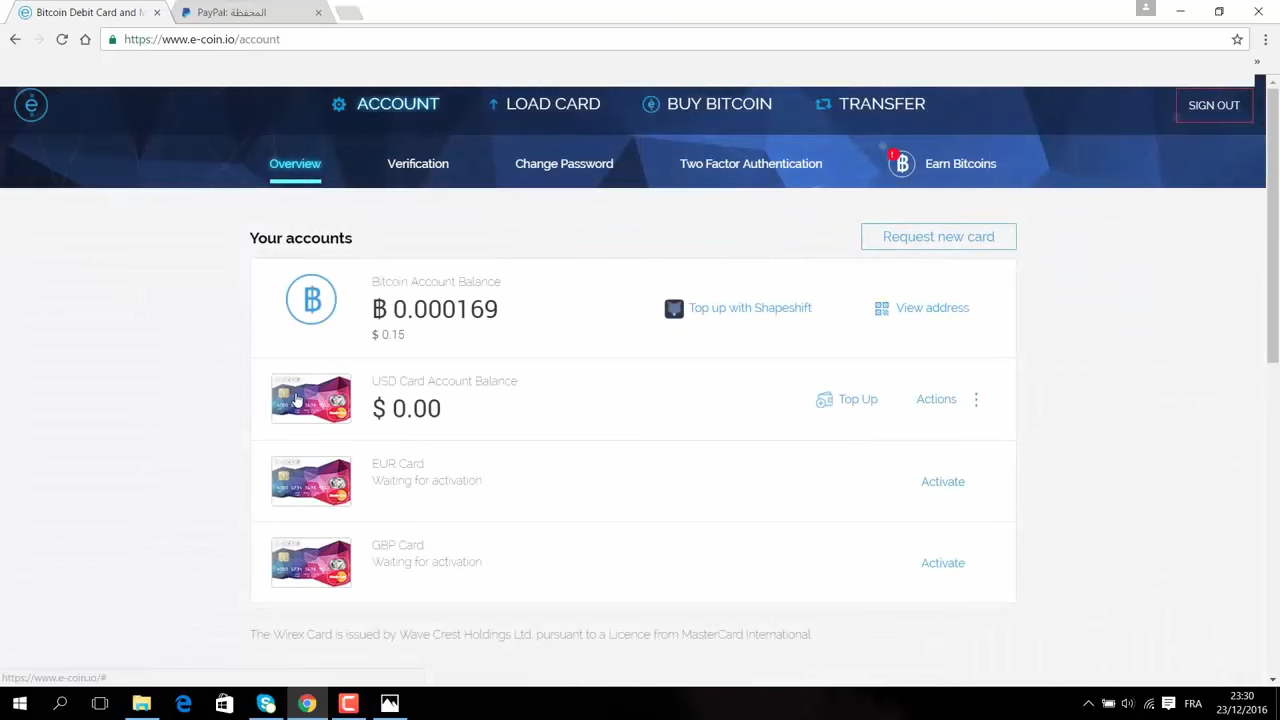 Bitcoin Debit Card and M
PayPal: المحفظة
https://www.e-coin.io/account
ACCOUNT
LOAD CARD
BUY BITCOIN
TRANSFER
SIGN OUT
Overview
Verification
Change Password
Two Factor Authentication
Earn Bitcoins
Your accounts
Request new card
Bitcoin Account Balance
฿ 0.000169
$ 0.15
Top up with Shapeshift
View address
USD Card Account Balance
$ 0.00
Top Up
Actions
EUR Card
Waiting for activation
Activate
GBP Card
Waiting for activation
Activate
The Wirex Card is issued by Wave Crest Holdings Ltd. pursuant to a Licence from MasterCard International
https://www.e-coin.io/#
FRA
23:30
23/12/2016